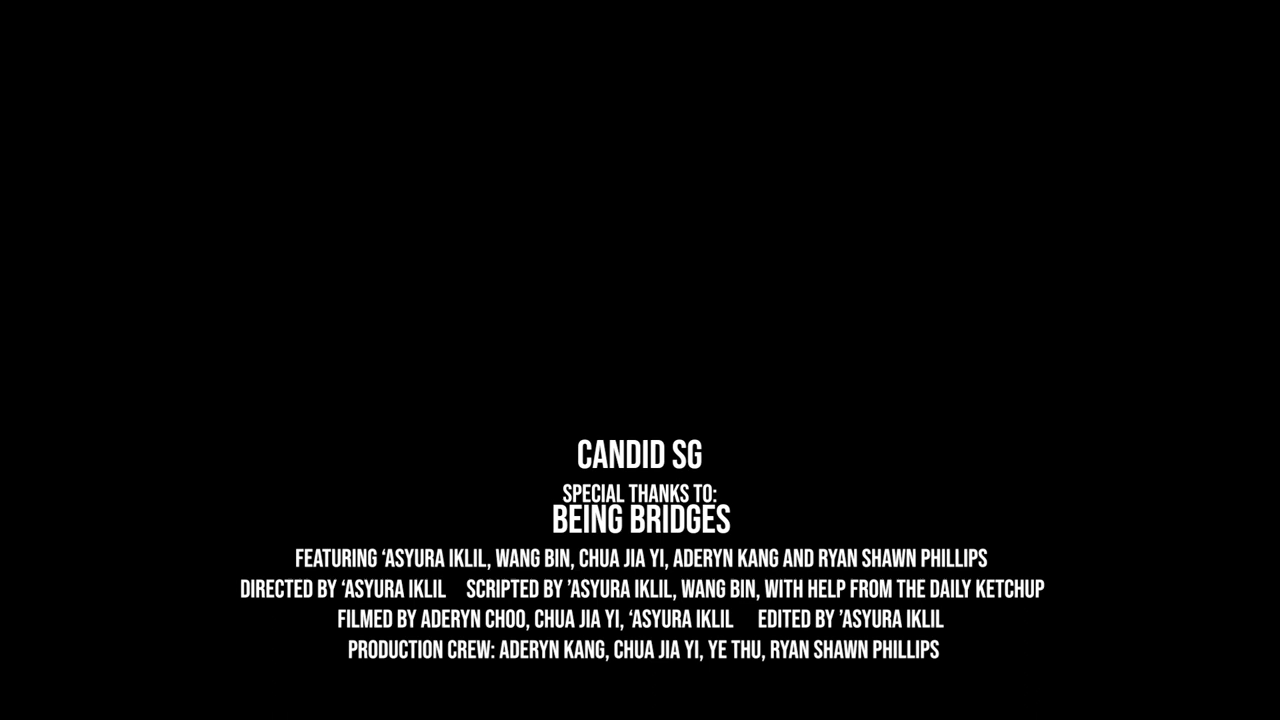 CANDID SG
SPECIAL THANKS TO:
BEING BRIDGES
FEATURING ‘ASYURA IKLIL, WANG BIN, CHUA JIA YI, ADERYN KANG AND RYAN SHAWN PHILLIPS
DIRECTED BY ‘ASYURA IKLIL SCRIPTED BY ’ASYURA IKLIL, WANG BIN, WITH HELP FROM THE DAILY KETCHUP
FILMED BY ADERYN CHOO, CHUA JIA YI, ‘ASYURA IKLIL EDITED BY ’ASYURA IKLIL
PRODUCTION CREW: ADERYN KANG, CHUA JIA YI, YE THU, RYAN SHAWN PHILLIPS